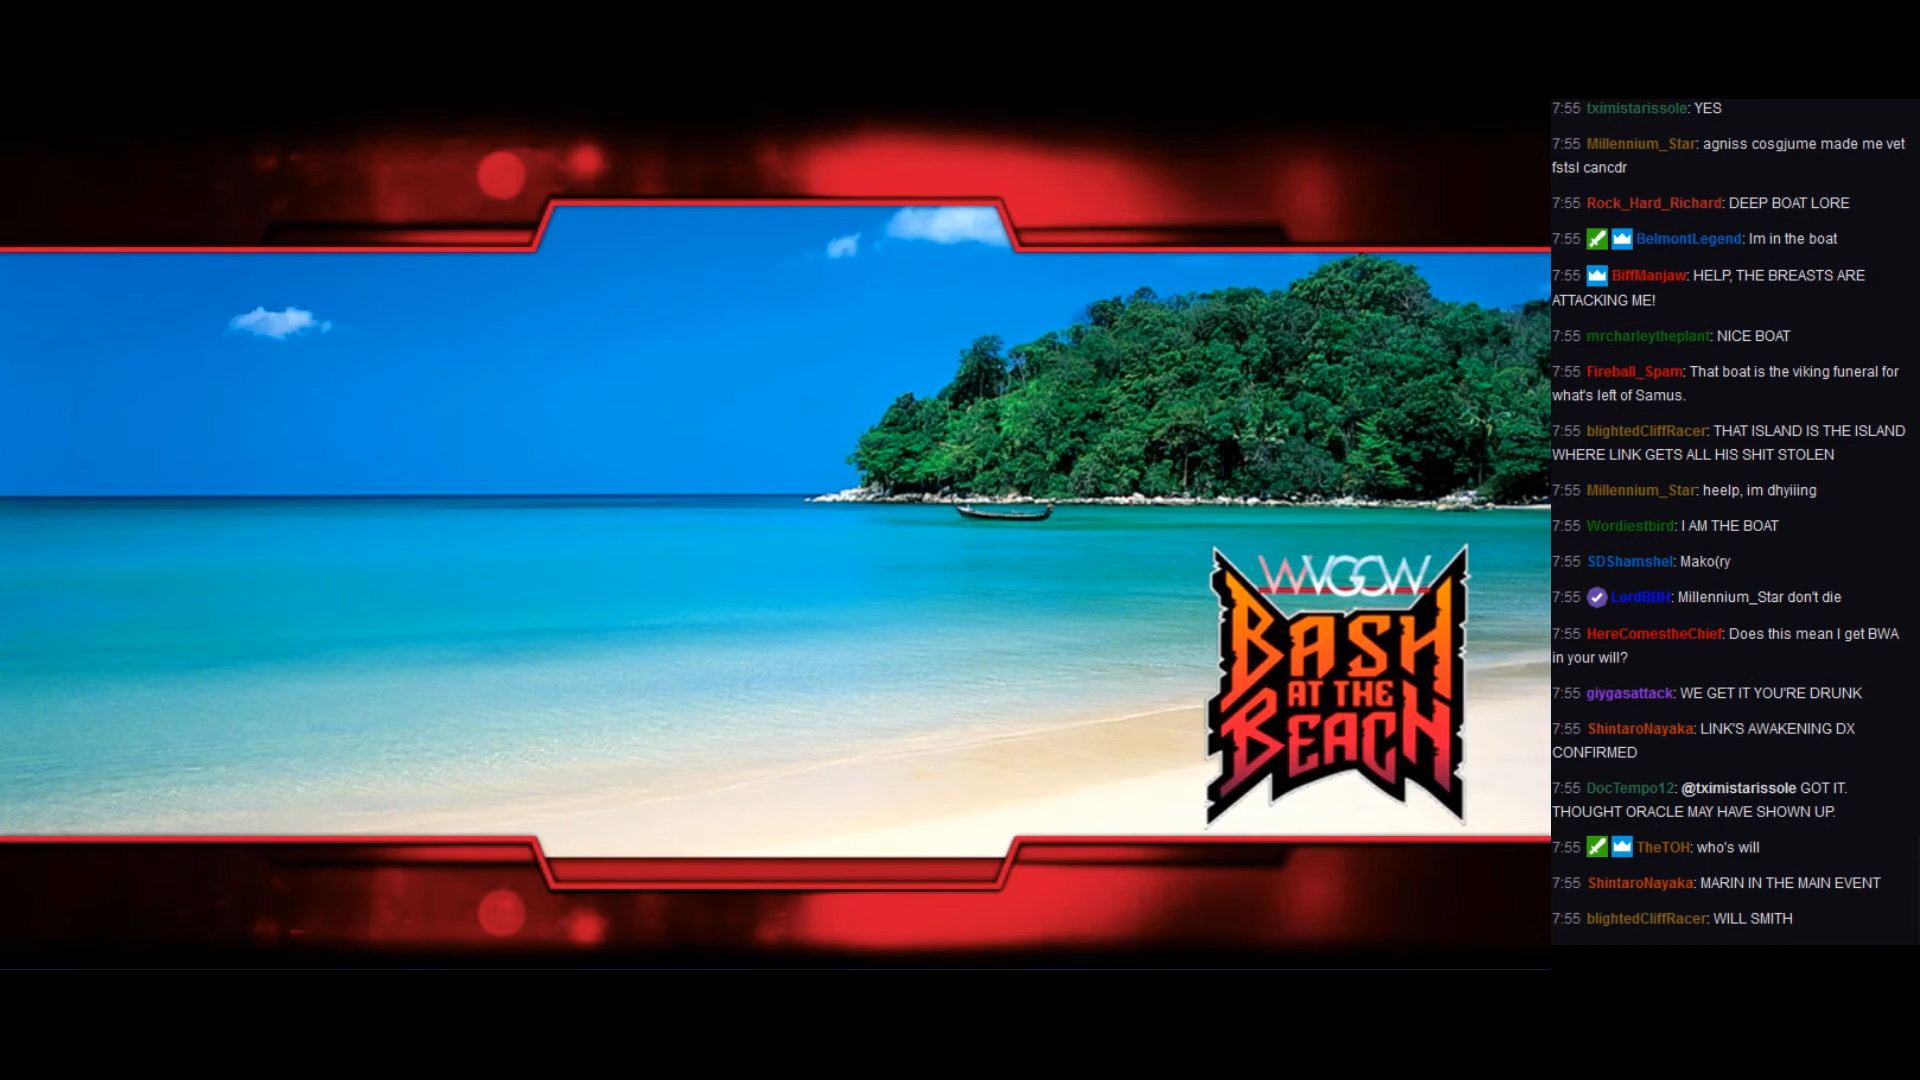 WVGCW
BASH
AT THE
BEACH
7:55 tximistarissole: YES
7:55 Millennium_Star: agniss cosgjume made me vet
fstsl cancdr
7:55 Rock_Hard_Richard: DEEP BOAT LORE
7:55 BelmontLegend: Im in the boat
7:55 BiffManjaw: HELP, THE BREASTS ARE
ATTACKING ME!
7:55 mrcharleytheplant: NICE BOAT
7:55 Fireball_Spam: That boat is the viking funeral for
what's left of Samus.
7:55 blightedCliffRacer: THAT ISLAND IS THE ISLAND
WHERE LINK GETS ALL HIS SHIT STOLEN
7:55 Millennium_Star: heelp, im dhyiiing
7:55 Wordiestbird: I AM THE BOAT
7:55 SDShamshel: Mako(ry
7:55 LordBBH: Millennium_Star don't die
7:55 HereComestheChief: Does this mean I get BWA
in your will?
7:55 giygasattack: WE GET IT YOU'RE DRUNK
7:55 ShintaroNayaka: LINK'S AWAKENING DX
CONFIRMED
7:55 DocTempo12: @tximistarissole GOT IT.
THOUGHT ORACLE MAY HAVE SHOWN UP.
7:55 TheTOH: who's will
7:55 ShintaroNayaka: MARIN IN THE MAIN EVENT
7:55 blightedCliffRacer: WILL SMITH